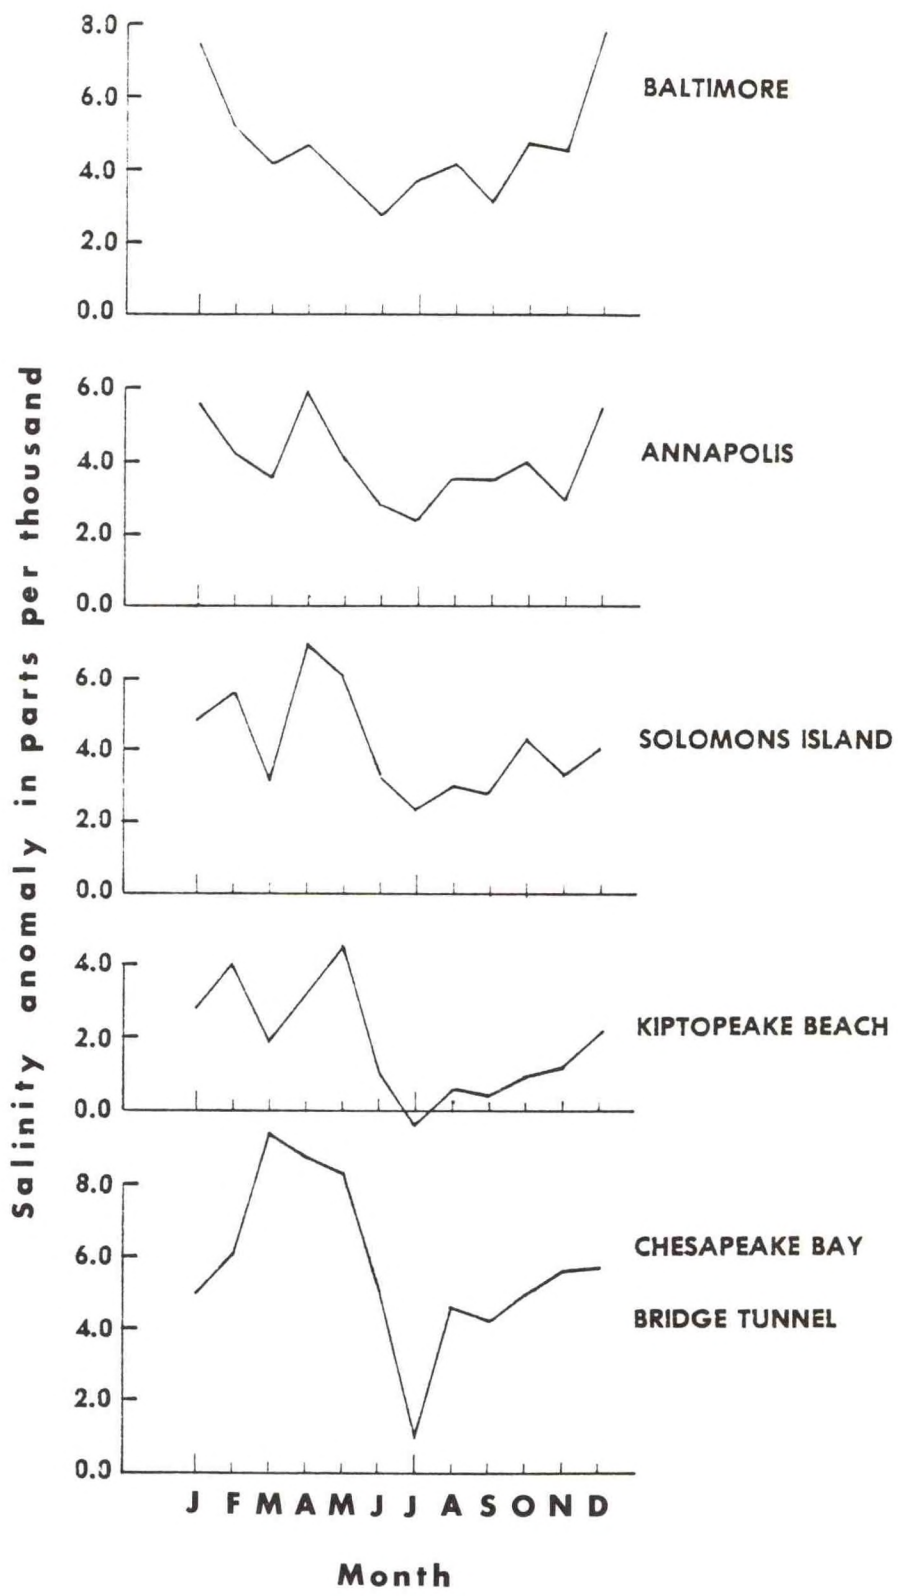 8.0
6.0
4.0
2.0
0.0
BALTIMORE
6.0
4.0
2.0
0.0
ANNAPOLIS
6.0
4.0
2.0
0.0
SOLOMONS ISLAND
4.0
2.0
0.0
KIPTOPEAKE BEACH
8.0
6.0
4.0
2.0
0.0
CHESAPEAKE BAY
BRIDGE TUNNEL
Salinity anomaly in parts per thousand
J F M A M J J A S O N D
Month